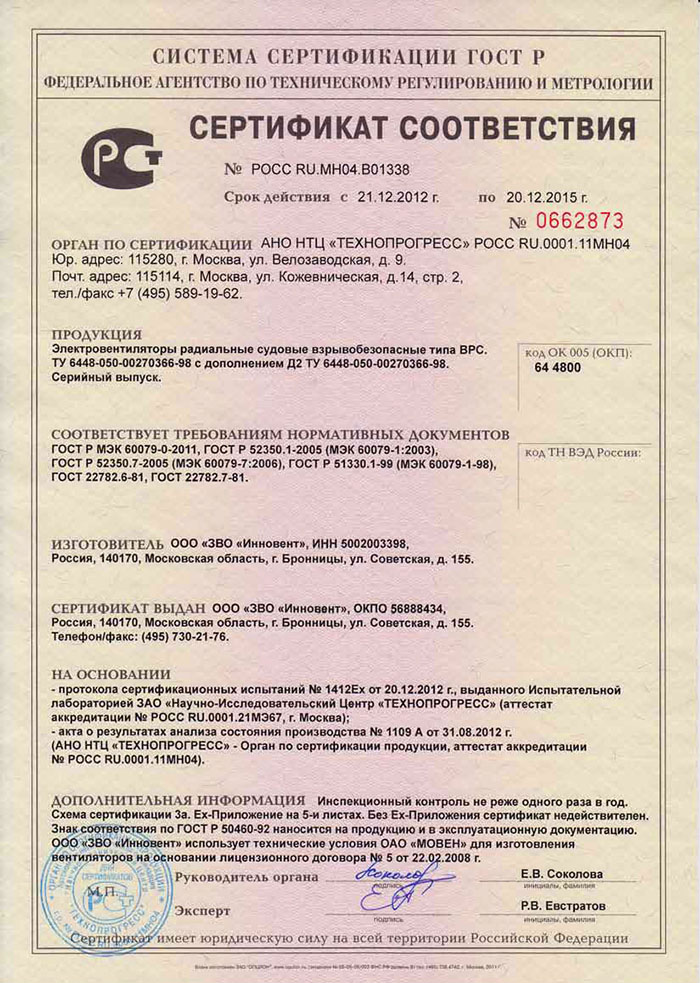 СИСТЕМА СЕРТИФИКАЦИИ ГОСТ Р
ФЕДЕРАЛЬНОЕ АГЕНТСТВО ПО ТЕХНИЧЕСКОМУ РЕГУЛИРОВАНИЮ И МЕТРОЛОГИИ
СЕРТИФИКАТ СООТВЕТСТВИЯ
№ РОСС RU.МН04.В01338
Срок действия с 21.12.2012 г. по 20.12.2015 г.
№ 0662873
ОРГАН ПО СЕРТИФИКАЦИИ АНО НТЦ «ТЕХНОПРОГРЕСС» РОСС RU.0001.11МН04
Юр. адрес: 115280, г. Москва, ул. Велозаводская, д. 9.
Почт. адрес: 115114, г. Москва, ул. Кожевническая, д.14, стр. 2,
тел./факс +7 (495) 589-19-62.
ПРОДУКЦИЯ
Электровентиляторы радиальные судовые взрывобезопасные типа ВРС.
ТУ 6448-050-00270366-98 с дополнением Д2 ТУ 6448-050-00270366-98.
Серийный выпуск.
код ОК 005 (ОКП):
64 4800
СООТВЕТСТВУЕТ ТРЕБОВАНИЯМ НОРМАТИВНЫХ ДОКУМЕНТОВ
ГОСТ Р МЭК 60079-0-2011, ГОСТ Р 52350.1-2005 (МЭК 60079-1:2003),
ГОСТ Р 52350.7-2005 (МЭК 60079-7:2006), ГОСТ Р 51330.1-99 (МЭК 60079-1-98),
ГОСТ 22782.6-81, ГОСТ 22782.7-81.
код ТН ВЭД России:
ИЗГОТОВИТЕЛЬ ООО «ЗВО «Инновент», ИНН 5002003398,
Россия, 140170, Московская область, г. Бронницы, ул. Советская, д. 155.
СЕРТИФИКАТ ВЫДАН ООО «ЗВО «Инновент», ОКПО 56888434,
Россия, 140170, Московская область, г. Бронницы, ул. Советская, д. 155.
Телефон/факс: (495) 730-21-76.
НА ОСНОВАНИИ
- протокола сертификационных испытаний № 1412Ех от 20.12.2012 г., выданного Испытательной
лабораторией ЗАО «Научно-Исследовательский Центр «ТЕХНОПРОГРЕСС» (аттестат
аккредитации № РОСС RU.0001.21МЭ67, г. Москва);
- акта о результатах анализа состояния производства № 1109 А от 31.08.2012 г.
(АНО НТЦ «ТЕХНОПРОГРЕСС» - Орган по сертификации продукции, аттестат аккредитации
№ РОСС RU.0001.11МН04).
ДОПОЛНИТЕЛЬНАЯ ИНФОРМАЦИЯ Инспекционный контроль не реже одного раза в год.
Схема сертификации 3а. Ех-Приложение на 5-и листах. Без Ех-Приложения сертификат недействителен.
Знак соответствия по ГОСТ Р 50460-92 наносится на продукцию и в эксплуатационную документацию.
ООО «ЗВО «Инновент» использует технические условия ОАО «МОВЕН» для изготовления
вентиляторов на основании лицензионного договора № 5 от 22.02.2008 г.
Руководитель органа
подпись
Е.В. Соколова
инициалы, фамилия
М.П.
ДЛЯ СЕРТИФИКАТОВ
"ТЕХНОПРОГРЕСС"
Эксперт
подпись
Р.В. Евстратов
инициалы, фамилия
Сертификат имеет юридическую силу на всей территории Российской Федерации